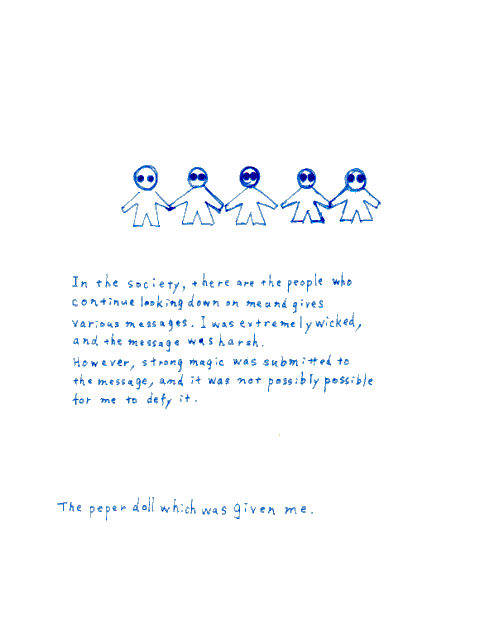 In the society, there are the people who
continue looking down on me and gives
various messages. I was extremely wicked,
and the message was harsh.
However, strong magic was submitted to
the message, and it was not possibly possible
for me to defy it.
The peper doll which was given me.